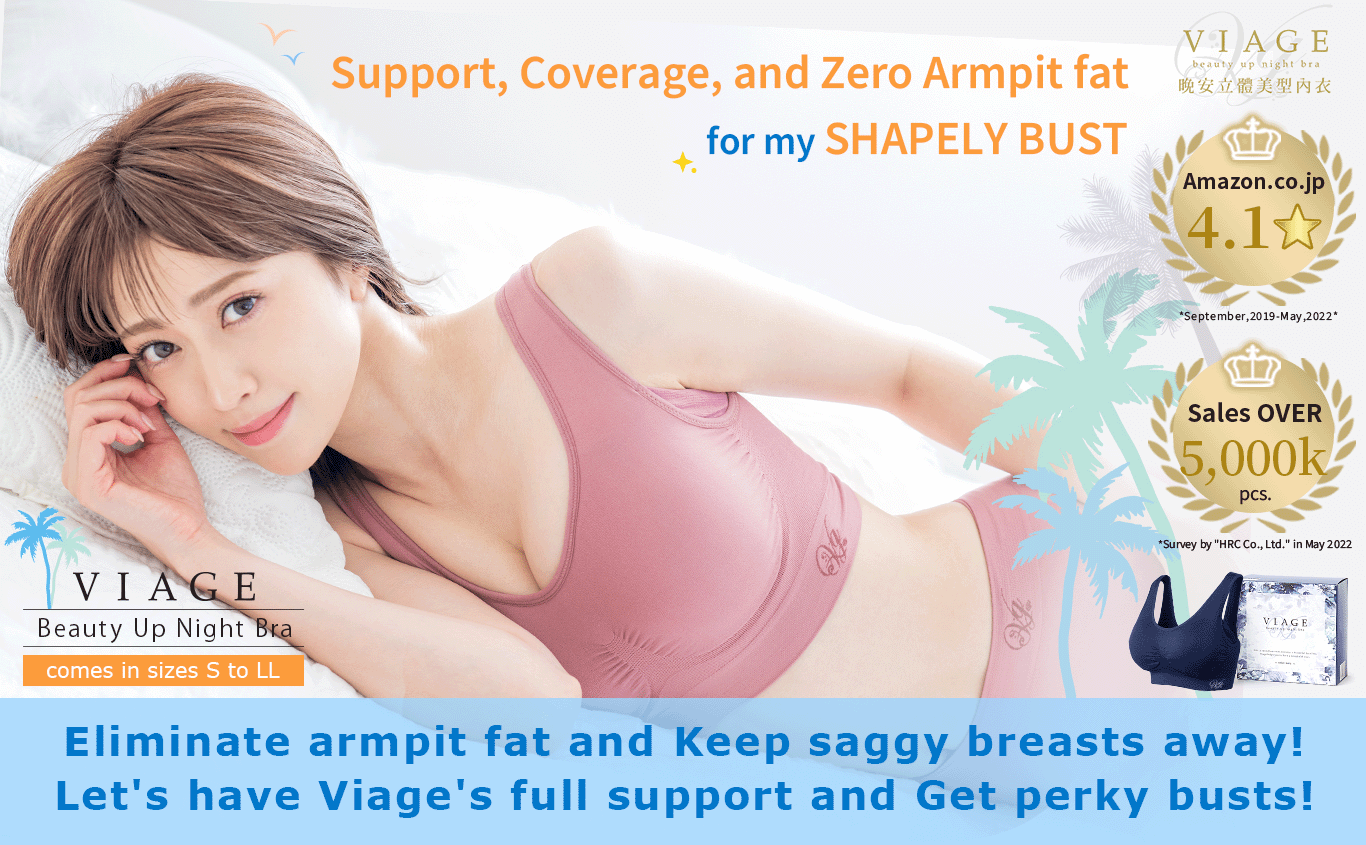 Support, Coverage, and Zero Armpit fat
for my SHAPELY BUST
VIAGE
beauty up night bra
晚安立體美型內衣
Amazon.co.jp
4.1
*September,2019-May,2022*
Sales OVER
5,000k
pcs.
*Survey by "HRC Co., Ltd." in May 2022
VIAGE
VIAGE
Beauty Up Night Bra
comes in sizes S to LL
Eliminate armpit fat and Keep saggy breasts away!
Let's have Viage's full support and Get perky busts!